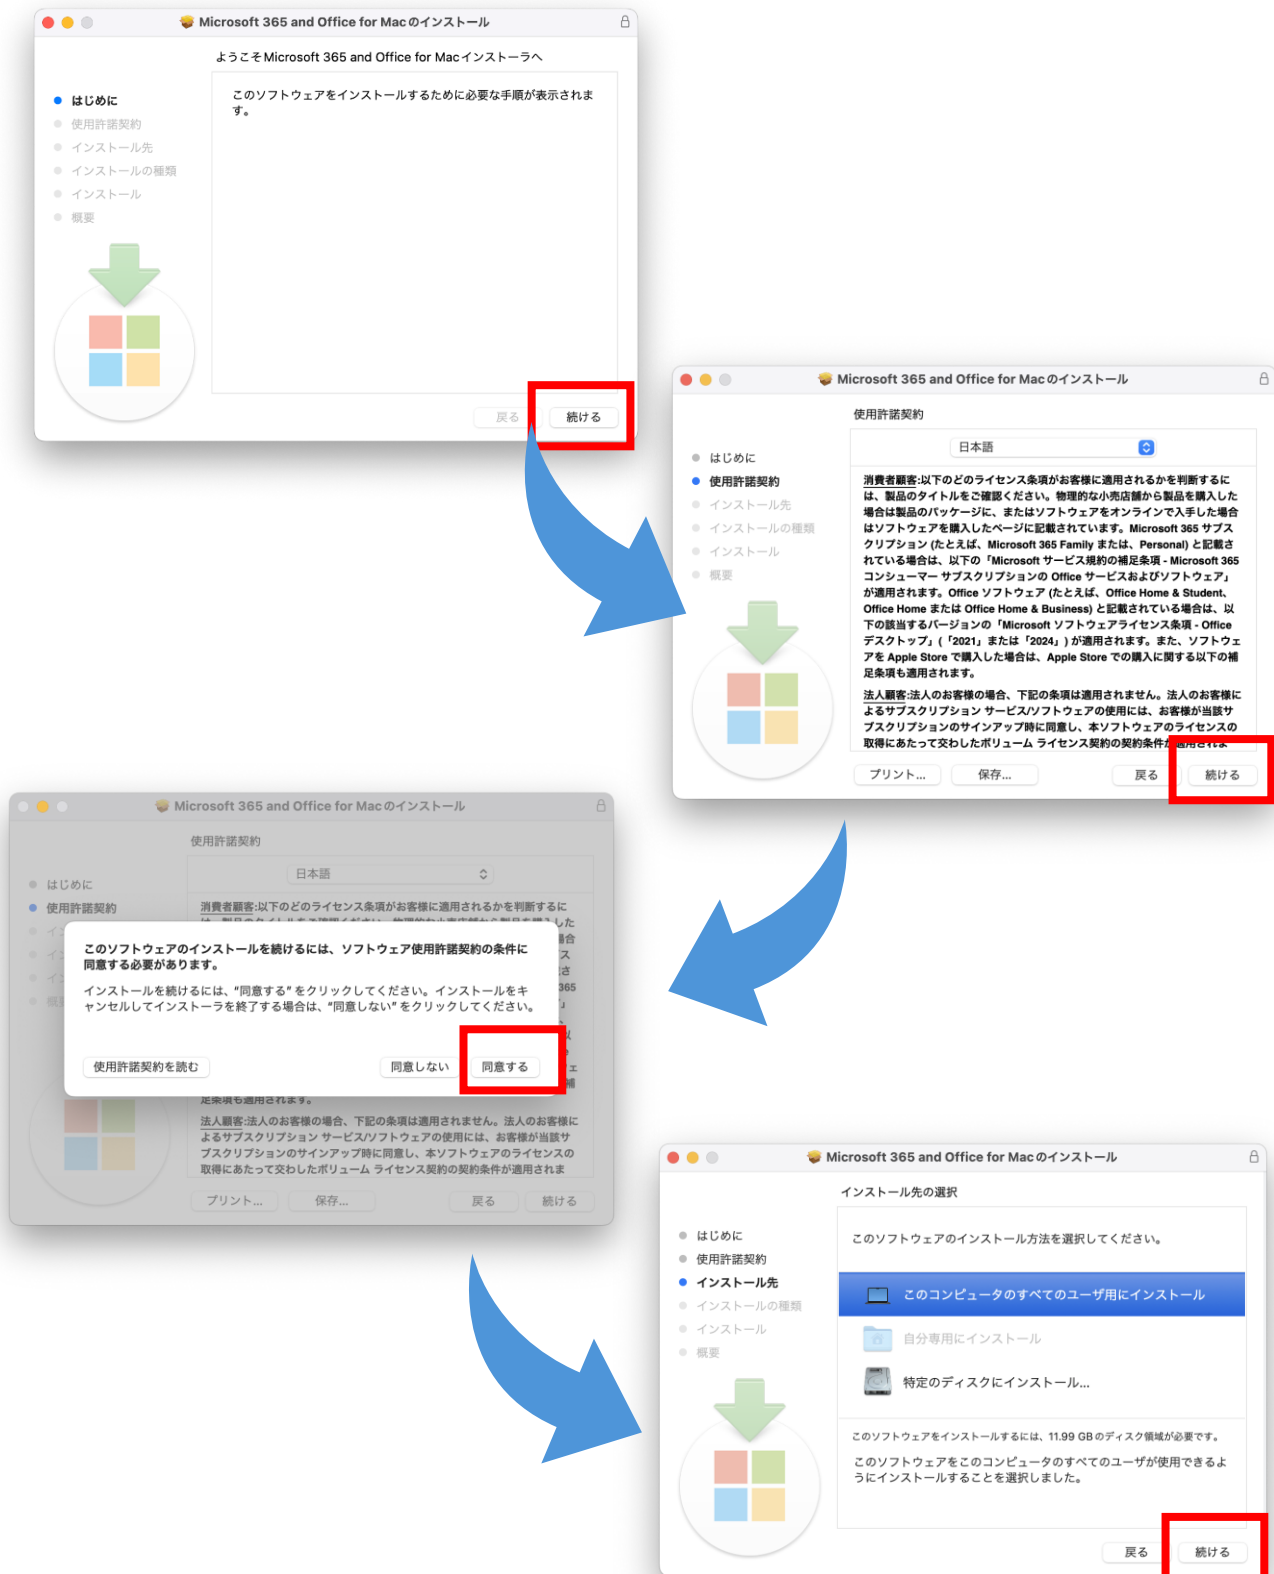 Microsoft 365 and Office for Mac のインストール
ようこそ Microsoft 365 and Office for Mac インストーラへ
はじめに
使用許諾契約
インストール先
インストールの種類
インストール
概要
このソフトウェアをインストールするために必要な手順が表示されま
す。
戻る
続ける
Microsoft 365 and Office for Mac のインストール
使用許諾契約
はじめに
使用許諾契約
インストール先
インストールの種類
インストール
概要
日本語
消費者顧客:以下のどのライセンス条項がお客様に適用されるかを判断するに
は、製品のタイトルをご確認ください。物理的な小売店舗から製品を購入した
場合は製品のパッケージに、またはソフトウェアをオンラインで入手した場合
はソフトウェアを購入したページに記載されています。Microsoft 365 サブス
クリプション (たとえば、Microsoft 365 Family または、Personal) と記載さ
れている場合は、以下の「Microsoft サービス規約の補足条項 - Microsoft 365
コンシューマー サブスクリプションの Office サービスおよびソフトウェア」
が適用されます。Office ソフトウェア (たとえば、Office Home & Student、
Office Home または Office Home & Business) と記載されている場合は、以
下の該当するバージョンの「Microsoft ソフトウェアライセンス条項 - Office
デスクトップ」(「2021」または「2024」) が適用されます。また、ソフトウェ
アを Apple Store で購入した場合は、Apple Store での購入に関する以下の補
足条項も適用されます。
法人顧客:法人のお客様の場合、下記の条項は適用されません。法人のお客様に
よるサブスクリプション サービス/ソフトウェアの使用には、お客様が当該サ
ブスクリプションのサインアップ時に同意し、本ソフトウェアのライセンスの
取得にあたって交わしたボリューム ライセンス契約の契約条件が適用されま
プリント...
保存...
戻る
続ける
Microsoft 365 and Office for Mac のインストール
使用許諾契約
はじめに
使用許諾契約
日本語
消費者顧客:以下のどのライセンス条項がお客様に適用されるかを判断するに
このソフトウェアのインストールを続けるには、ソフトウェア使用許諾契約の条件に
同意する必要があります。
インストールを続けるには、“同意する” をクリックしてください。インストールをキ
ャンセルしてインストーラを終了する場合は、“同意しない” をクリックしてください。
使用許諾契約を読む
同意しない
同意する
足条項も適用されます。
法人顧客:法人のお客様の場合、下記の条項は適用されません。法人のお客様に
よるサブスクリプション サービス/ソフトウェアの使用には、お客様が当該サ
ブスクリプションのサインアップ時に同意し、本ソフトウェアのライセンスの
取得にあたって交わしたボリューム ライセンス契約の契約条件が適用されま
プリント...
保存...
戻る
続ける
Microsoft 365 and Office for Mac のインストール
インストール先の選択
はじめに
使用許諾契約
インストール先
インストールの種類
インストール
概要
このソフトウェアのインストール方法を選択してください。
このコンピュータのすべてのユーザ用にインストール
自分専用にインストール
特定のディスクにインストール...
このソフトウェアをインストールするには、11.99 GB のディスク領域が必要です。
このソフトウェアをこのコンピュータのすべてのユーザが使用できるよ
うにインストールすることを選択しました。
戻る
続ける